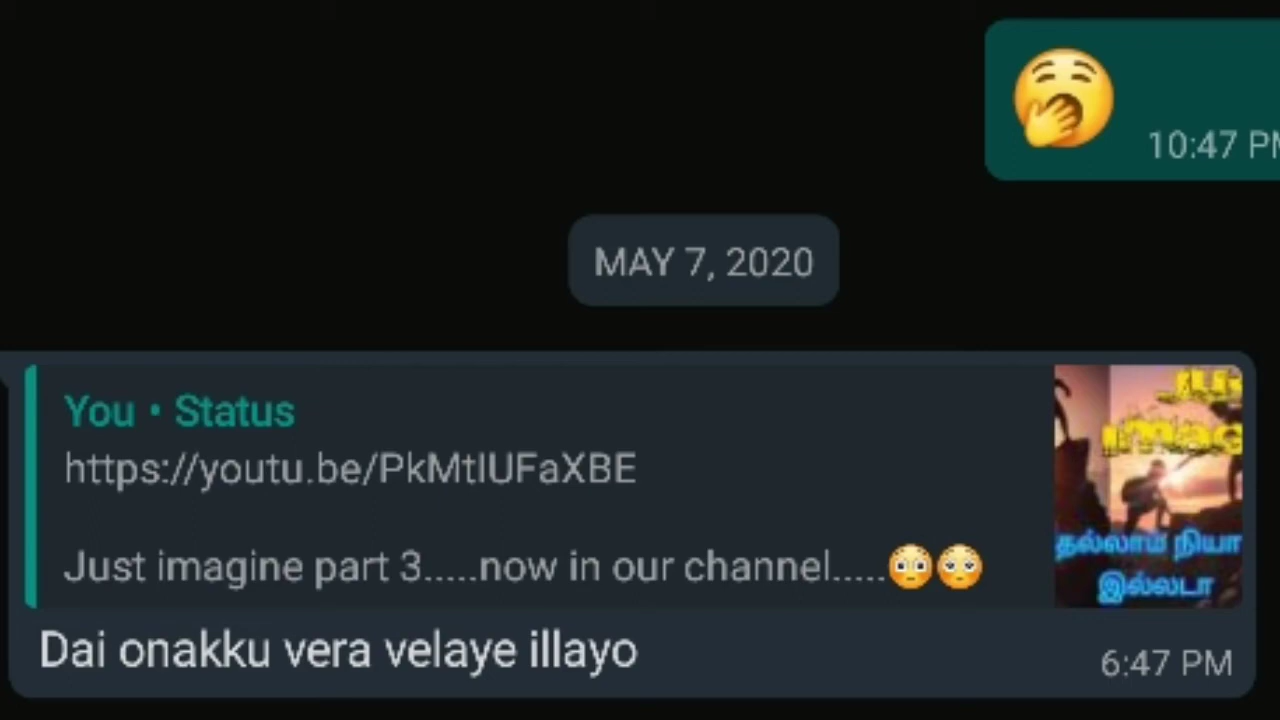 10:47 PM
MAY 7, 2020
You • Status
https://youtu.be/PkMtIUFaXBE
Just imagine part 3.....now in our channel.....😳😳
இல்லடா
Dai onakku vera velaye illayo
6:47 PM